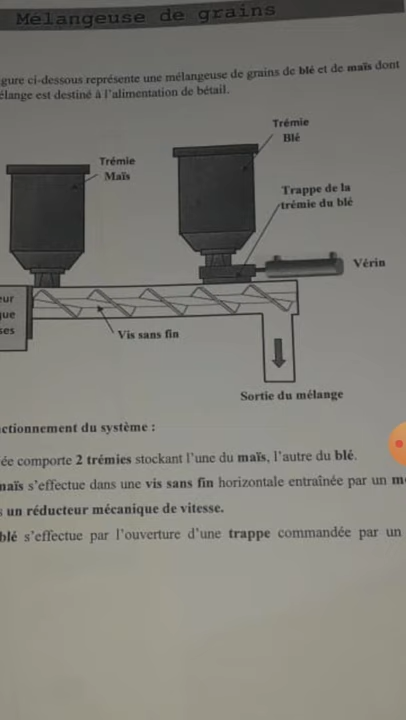 Mélangeuse de grains
gure ci-dessous représente une mélangeuse de grains de blé et de maïs dont
élange est destiné à l'alimentation de bétail.
Trémie
Blé
Trémie
Maïs
Trappe de la
trémie du blé
Vérin
eur
que
ses
Vis sans fin
Sortie du mélange
ctionnement du système :
ée comporte 2 trémies stockant l'une du maïs, l'autre du blé.
maïs s'effectue dans une vis sans fin horizontale entraînée par un m
s un réducteur mécanique de vitesse.
blé s'effectue par l'ouverture d'une trappe commandée par un